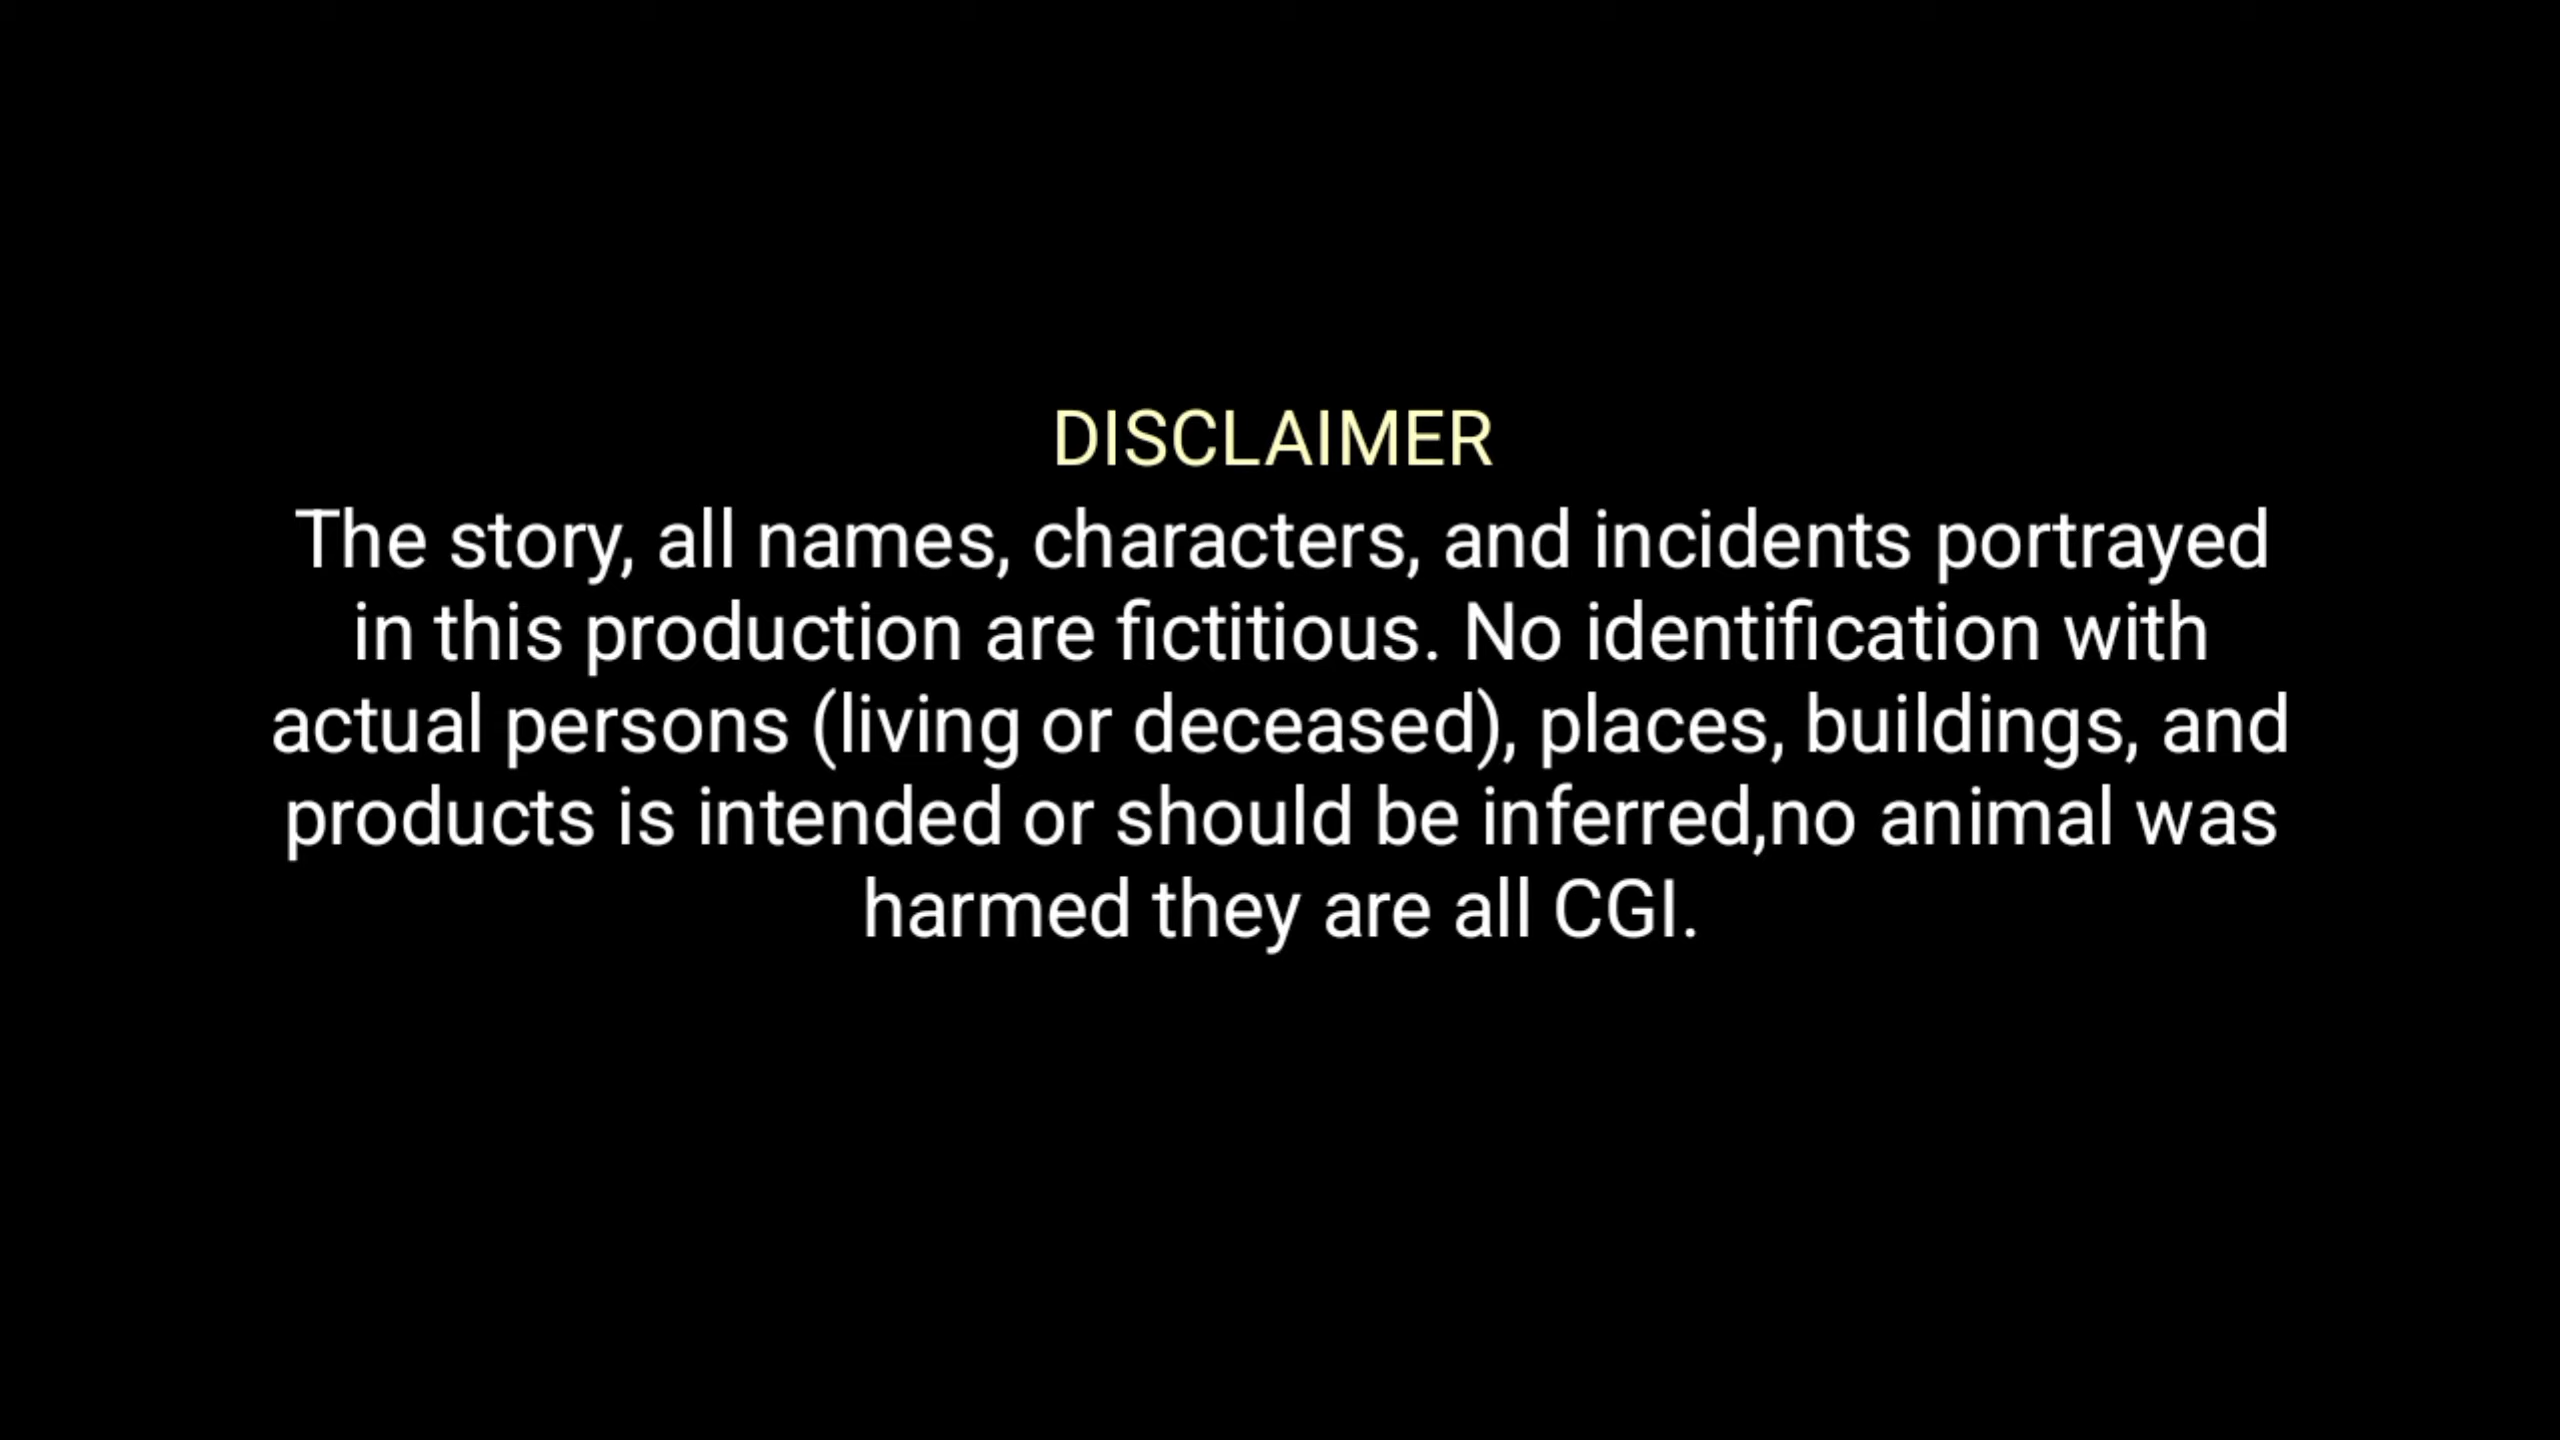 DISCLAIMER
The story, all names, characters, and incidents portrayed
in this production are fictitious. No identification with
actual persons (living or deceased), places, buildings, and
products is intended or should be inferred,no animal was
harmed they are all CGI.